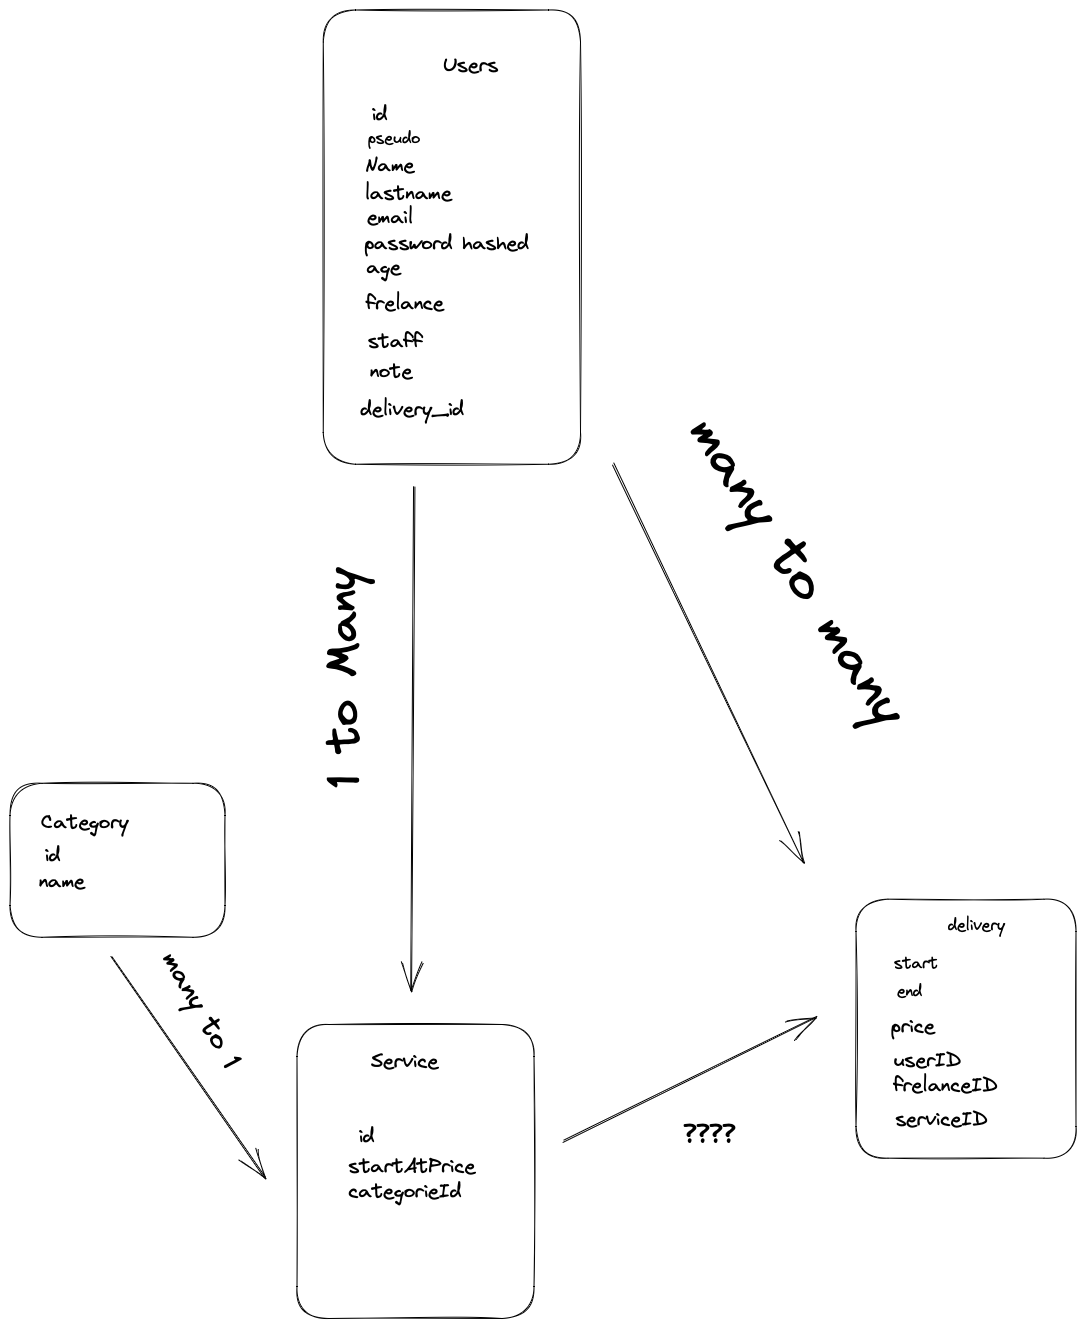 Users
id
pseudo
Name
lastname
email
password hashed
age
frelance
staff
note
delivery_id
many to many
1 to Many
Category
id
name
many to 1
delivery
start
end
price
userID
frelanceID
serviceID
Service
id
startAtPrice
categorieId
????